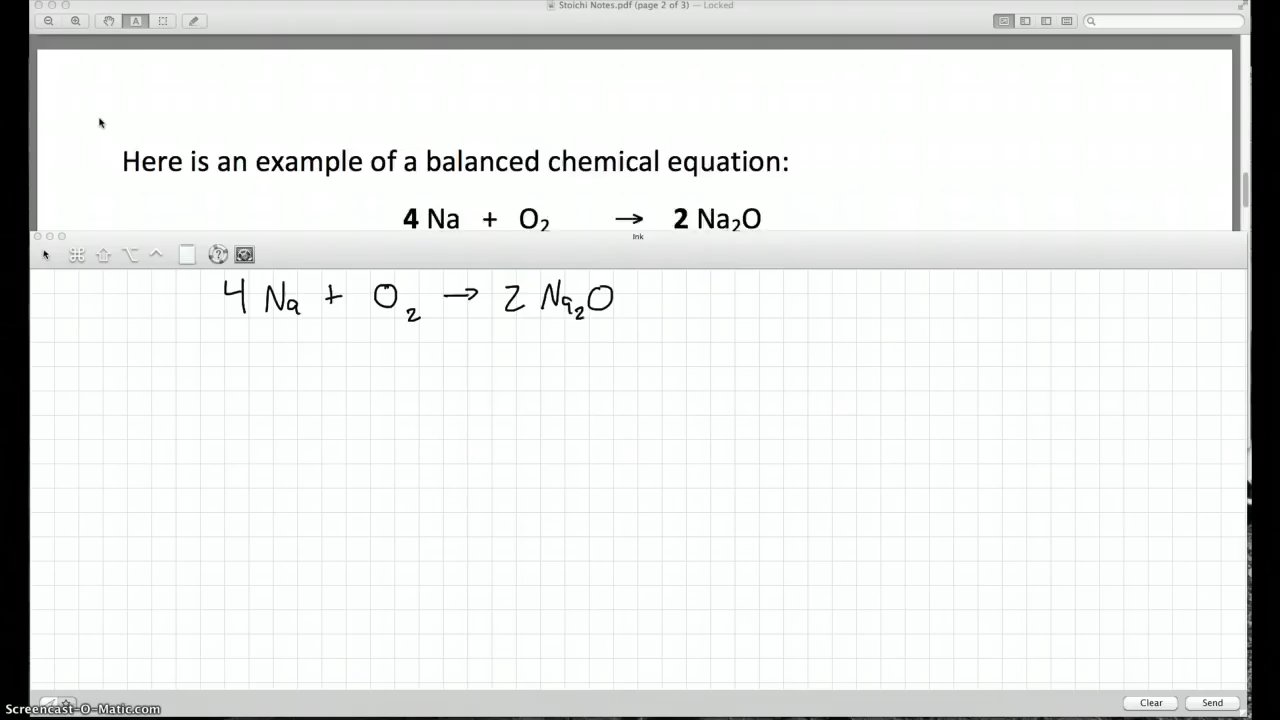 Stoichi Notes.pdf (page 2 of 3) — Locked
A
Here is an example of a balanced chemical equation:
4 Na + O₂ → 2 Na₂O
Ink
4 Na + O₂ → 2 Na₂O
Clear
Send
Screencast-O-Matic.com